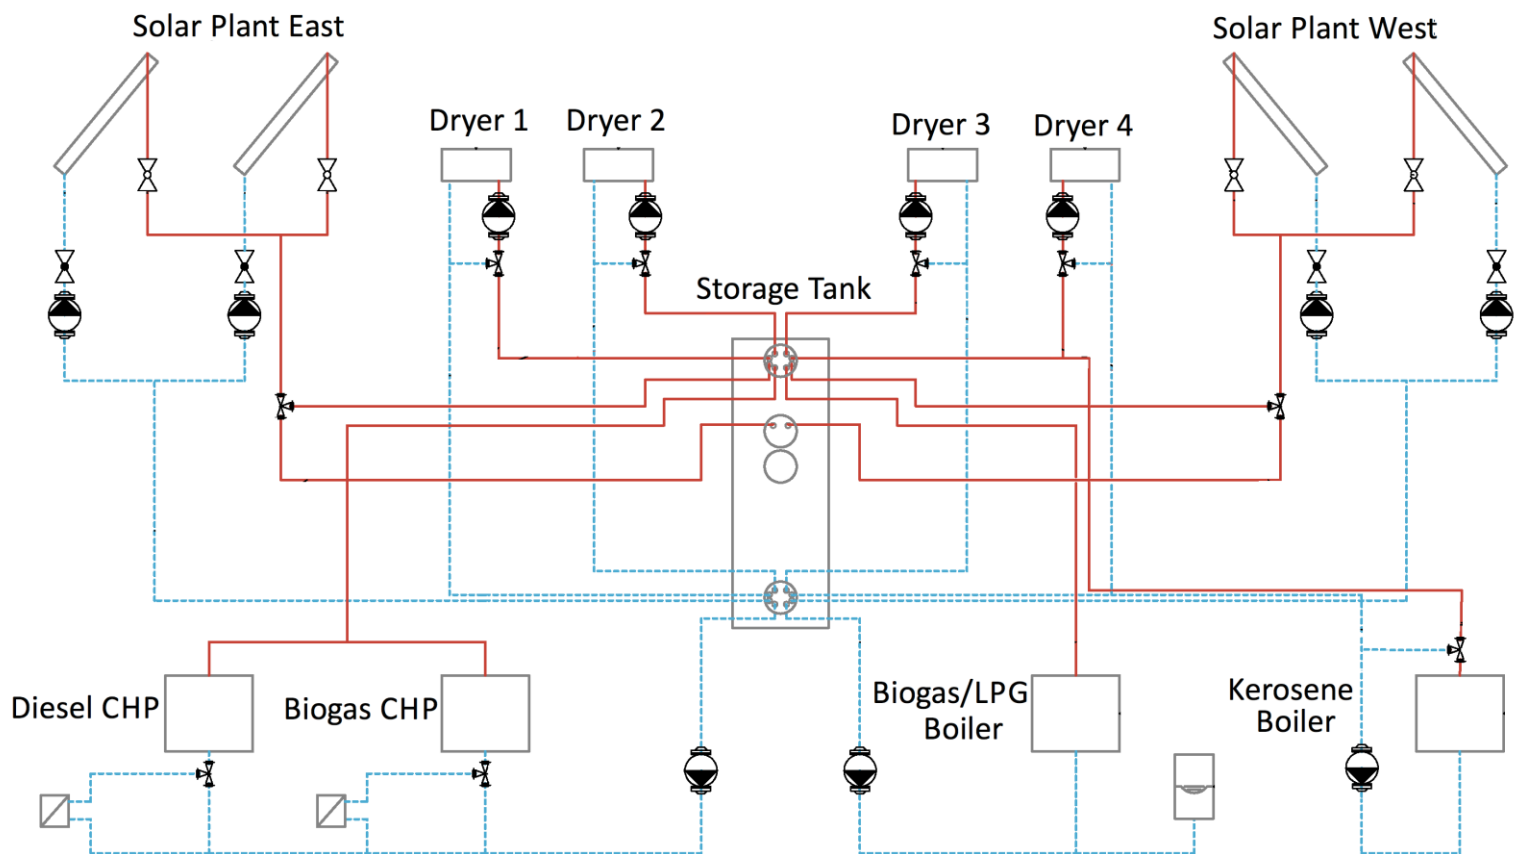 Solar Plant East
Solar Plant West
Dryer 1
Dryer 2
Dryer 3
Dryer 4
Storage Tank
Diesel CHP
Biogas CHP
Biogas/LPG
Boiler
Kerosene
Boiler